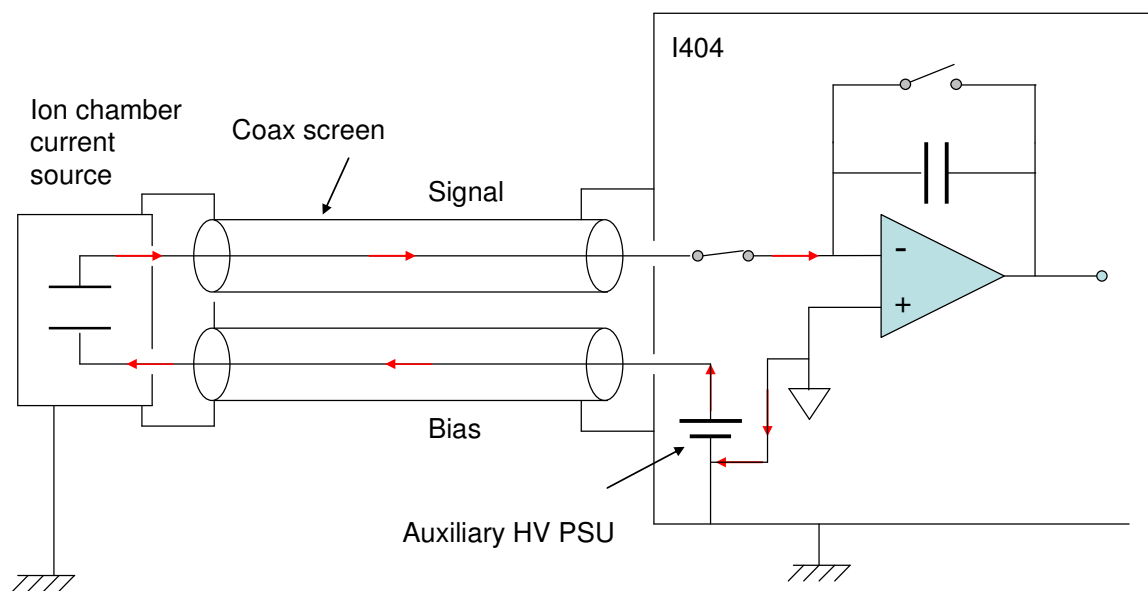 I404
Ion chamber
current
source
Coax screen
Signal
-
+
Bias
Auxiliary HV PSU